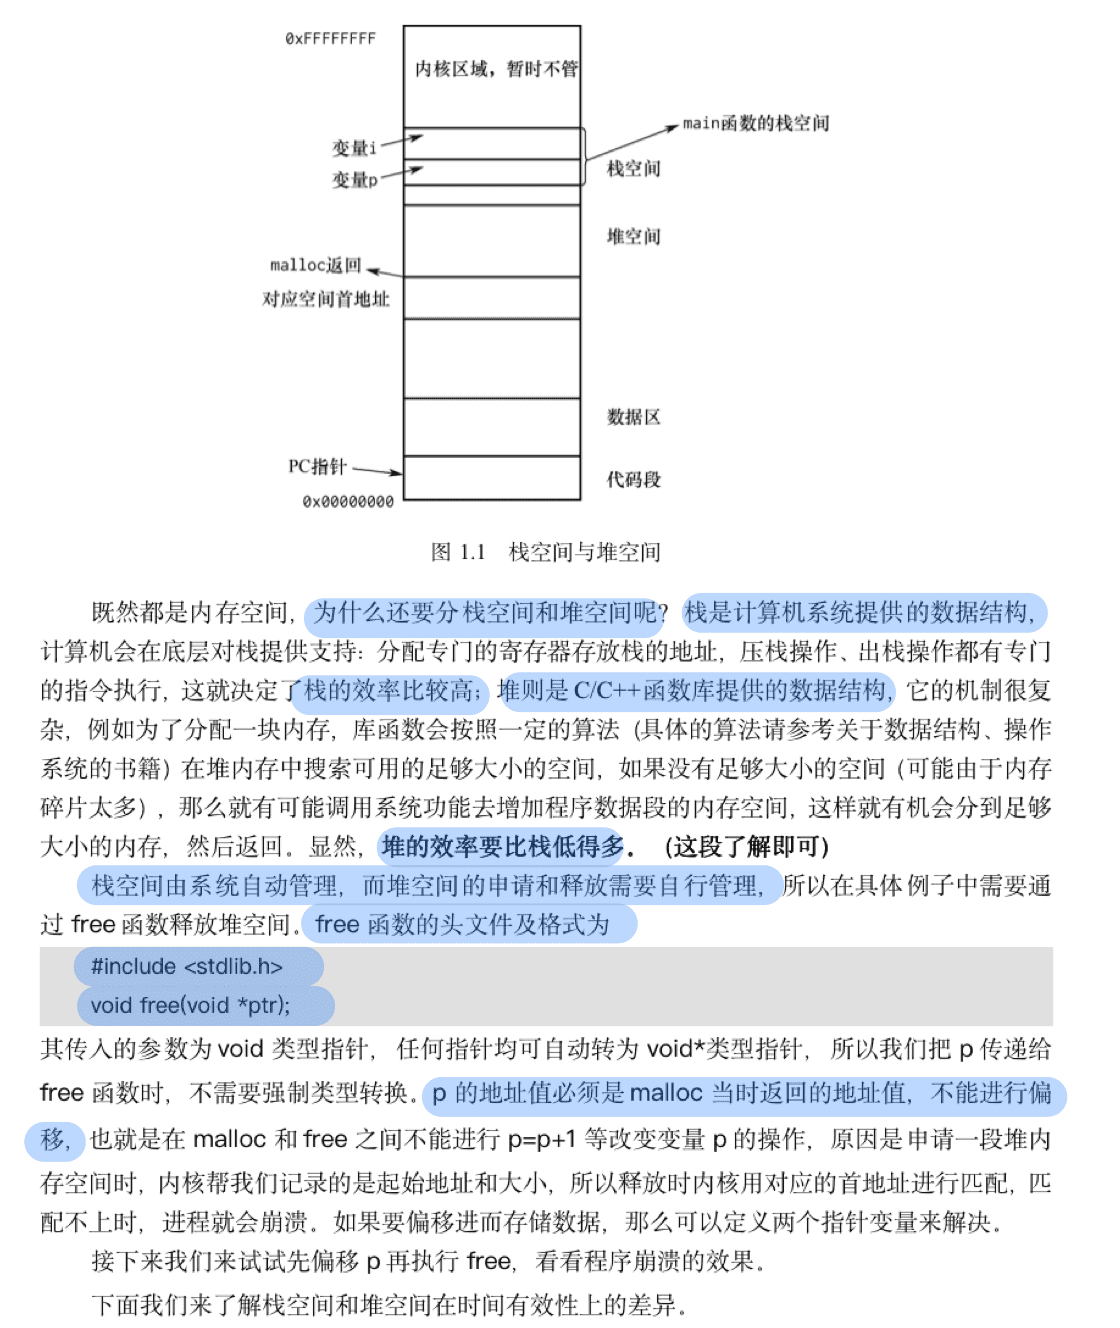 0xFFFFFFFF
内核区域，暂时不管
main函数的栈空间
变量i
栈空间
变量p
堆空间
malloc返回
对应空间首地址
数据区
PC指针
代码段
0x00000000
图 1.1 栈空间与堆空间
既然都是内存空间，为什么还要分栈空间和堆空间呢？栈是计算机系统提供的数据结构，
计算机会在底层对栈提供支持：分配专门的寄存器存放栈的地址，压栈操作、出栈操作都有专门
的指令执行，这就决定了栈的效率比较高；堆则是 C/C++函数库提供的数据结构，它的机制很复
杂，例如为了分配一块内存，库函数会按照一定的算法（具体的算法请参考关于数据结构、操作
系统的书籍）在堆内存中搜索可用的足够大小的空间，如果没有足够大小的空间（可能由于内存
碎片太多），那么就有可能调用系统功能去增加程序数据段的内存空间，这样就有机会分到足够
大小的内存，然后返回。显然，堆的效率要比栈低得多。（这段了解即可）
栈空间由系统自动管理，而堆空间的申请和释放需要自行管理，所以在具体例子中需要通
过 free 函数释放堆空间。free 函数的头文件及格式为
#include <stdlib.h>
void free(void *ptr);
其传入的参数为 void 类型指针，任何指针均可自动转为 void*类型指针，所以我们把 p 传递给
free 函数时，不需要强制类型转换。p 的地址值必须是 malloc 当时返回的地址值，不能进行偏
移，也就是在 malloc 和 free 之间不能进行 p=p+1 等改变变量 p 的操作，原因是申请一段堆内
存空间时，内核帮我们记录的是起始地址和大小，所以释放时内核用对应的首地址进行匹配，匹
配不上时，进程就会崩溃。如果要偏移进而存储数据，那么可以定义两个指针变量来解决。
接下来我们来试试先偏移 p 再执行 free，看看程序崩溃的效果。
下面我们来了解栈空间和堆空间在时间有效性上的差异。